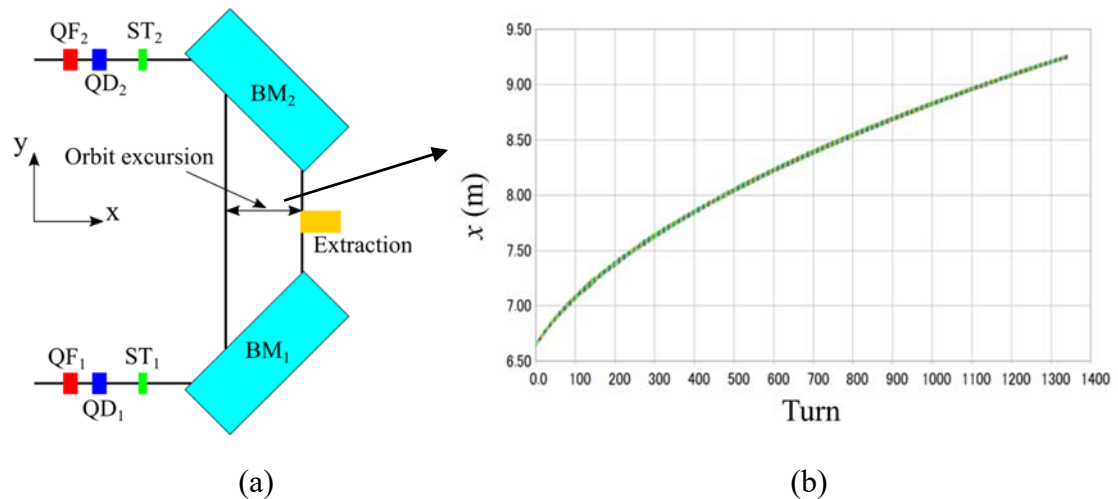 QF₂
QD₂
ST₂
BM₂
y
x
Orbit excursion
Extraction
BM₁
QF₁
QD₁
ST₁
(a)
9.50
9.00
8.50
8.00
7.50
7.00
6.50
x (m)
0.0 100 200 300 400 500 600 700 800 900 1000 1100 1200 1300 1400
Turn
(b)